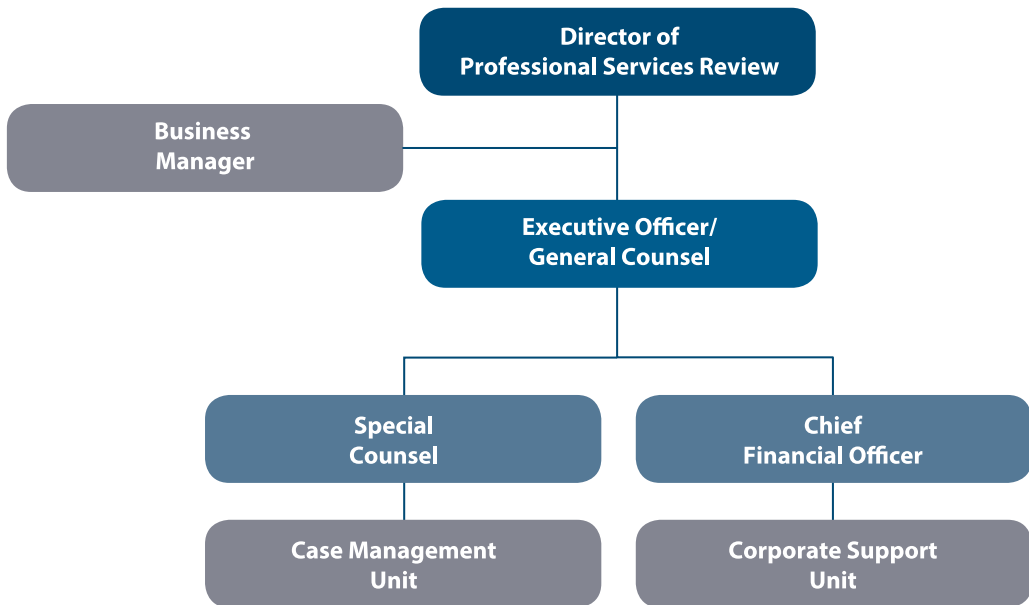 Director of
Professional Services Review
Business
Manager
Executive Officer/
General Counsel
Special
Counsel
Chief
Financial Officer
Case Management
Unit
Corporate Support
Unit